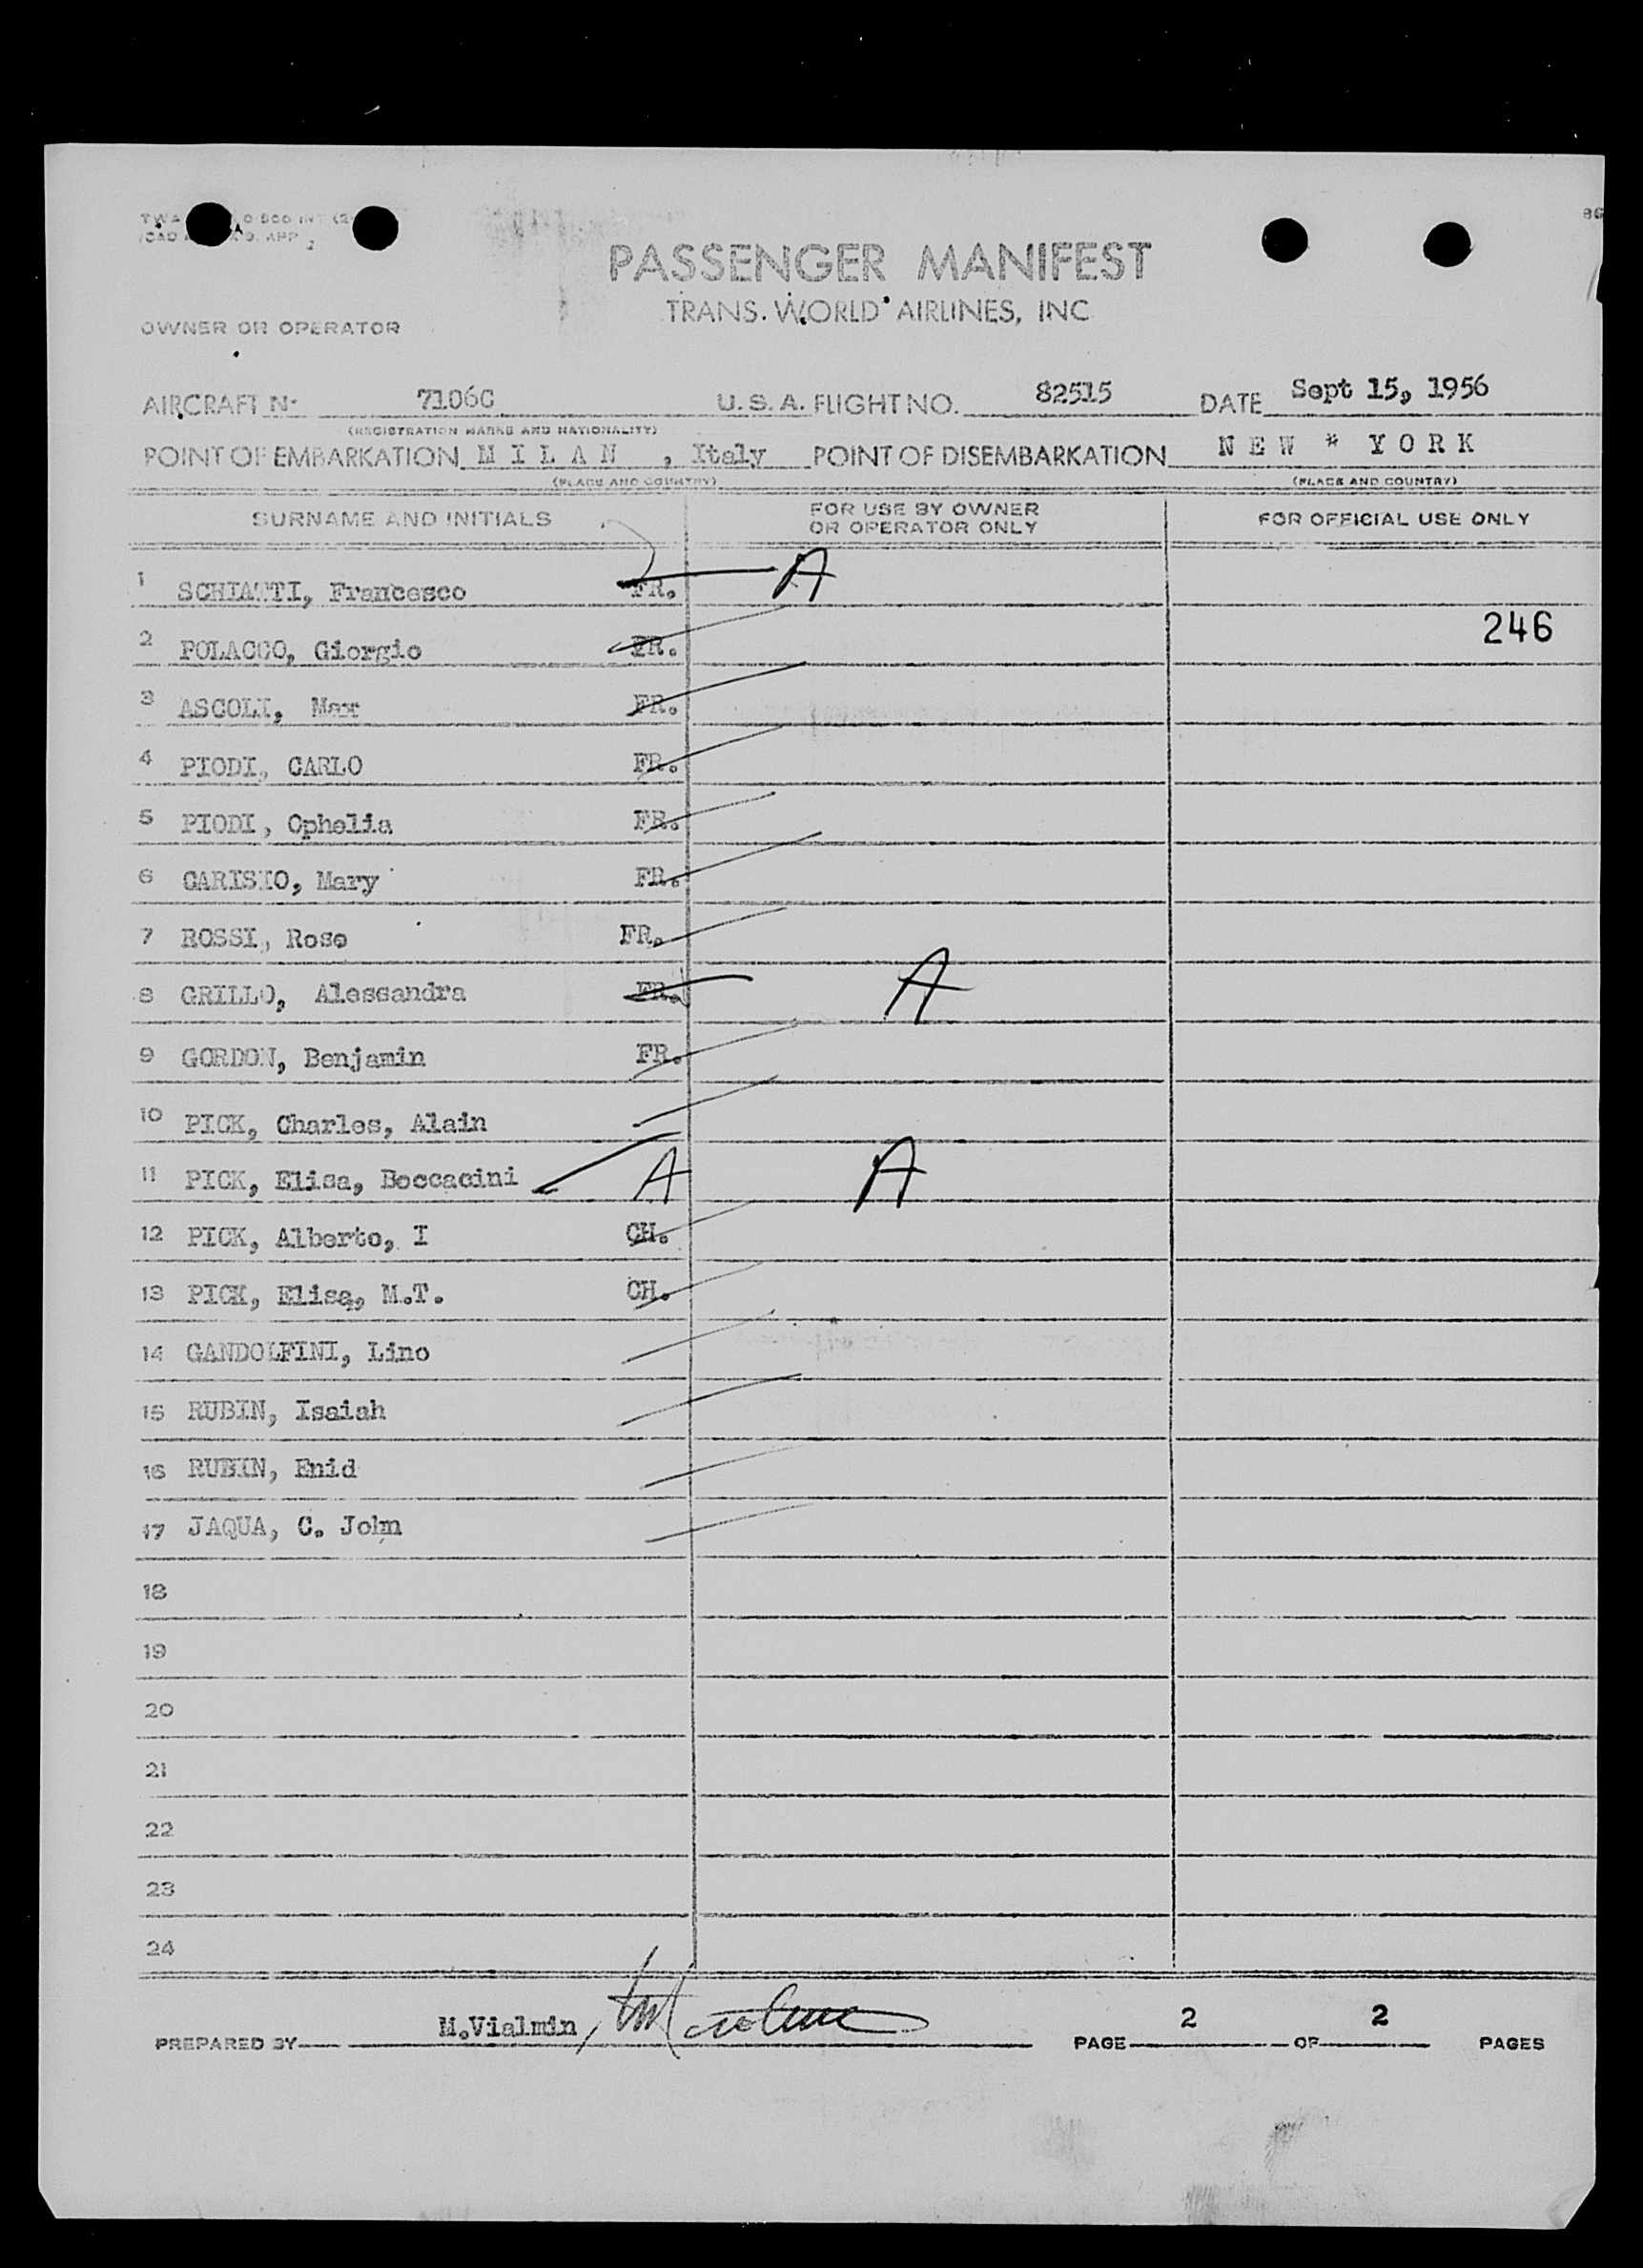 PASSENGER MANIFEST
TRANS. WORLD AIRLINES, INC
OWNER OR OPERATOR
AIRCRAFT No 7106C U. S. A. FLIGHT NO. 82515 DATE Sept 15, 1956
(REGISTRATION MARKS AND NATIONALITY)
POINT OF EMBARKATION M I L A N , Italy POINT OF DISEMBARKATION N E W * Y O R K
(PLACE AND COUNTRY) (PLACE AND COUNTRY)
SURNAME AND INITIALS FOR USE BY OWNER OR OPERATOR ONLY FOR OFFICIAL USE ONLY
1 SCHIATTI, Francesco FR. A
246
2 POLACCO, Giorgio FR.
3 ASCOLI, Max FR.
4 PIODI, CARLO FR.
5 PIODI, Ophelia FR.
6 CARISIO, Mary FR.
7 ROSSI, Rose FR.
8 GRILLO, Alessandra FR. A
9 GORDON, Benjamin FR.
10 PICK, Charles, Alain
11 PICK, Elisa, Boccacini A A
12 PICK, Alberto, I CH.
13 PICK, Elisa, M.T. CH.
14 GANDOLFINI, Lino
15 RUBIN, Isaiah
16 RUBIN, Enid
17 JAQUA, C. John
18
19
20
21
22
23
24
PREPARED BY M.Vialmin, PAGE 2 OF 2 PAGES